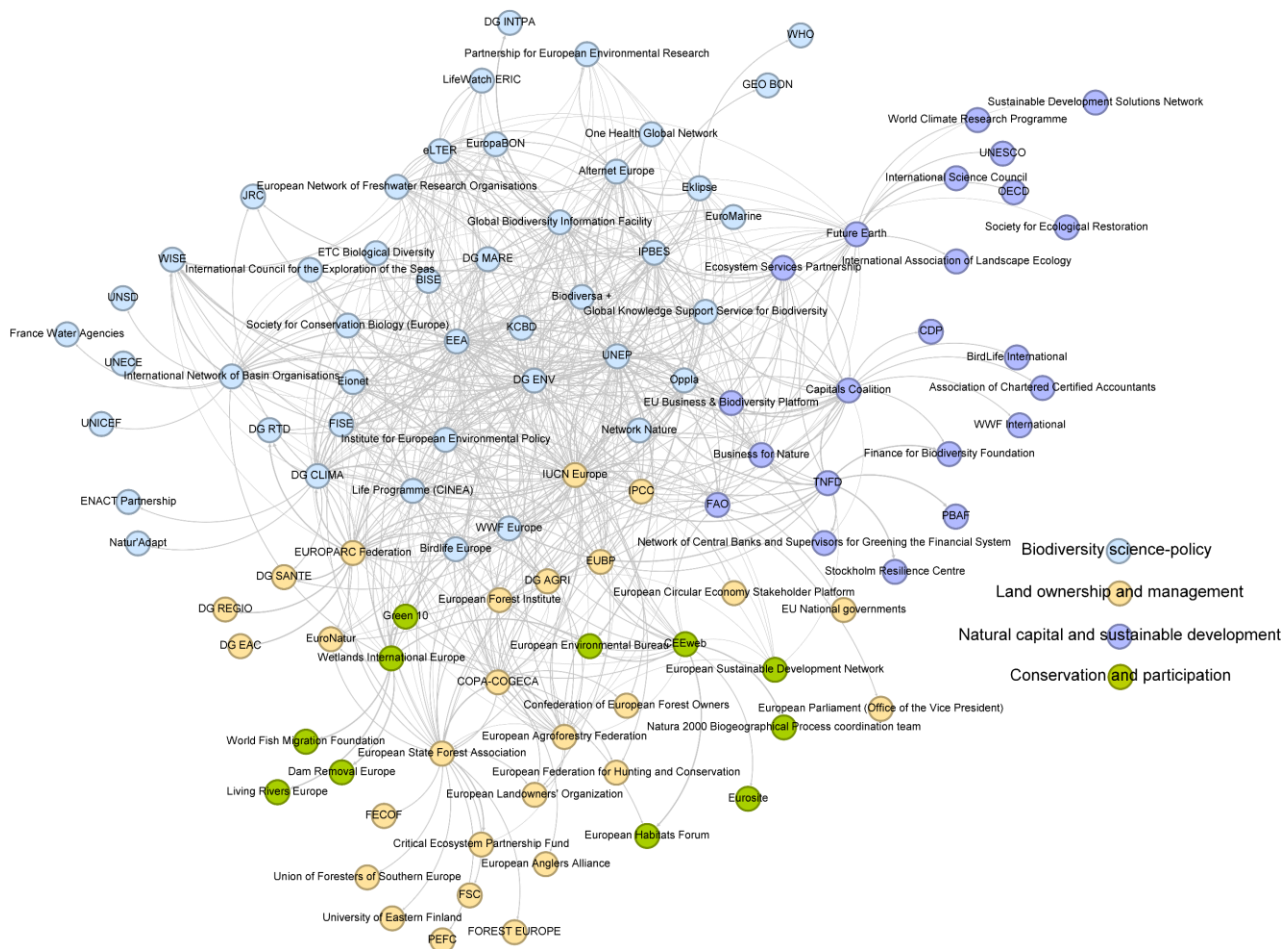 DG INTPA
WHO
Partnership for European Environmental Research
LifeWatch ERIC
GEO BON
Sustainable Development Solutions Network
World Climate Research Programme
One Health Global Network
EuropaBON
eLTER
UNESCO
Alternet Europe
International Science Council
OECD
European Network of Freshwater Research Organisations
Eklipse
JRC
EuroMarine
Global Biodiversity Information Facility
Society for Ecological Restoration
Future Earth
ETC Biological Diversity
DG MARE
IPBES
WISE
International Council for the Exploration of the Seas
Ecosystem Services Partnership
International Association of Landscape Ecology
BISE
UNSD
Biodiversa +
Global Knowledge Support Service for Biodiversity
France Water Agencies
Society for Conservation Biology (Europe)
KCBD
CDP
EEA
UNEP
BirdLife International
UNECE
International Network of Basin Organisations
Eionet
DG ENV
Oppla
Capitals Coalition
Association of Chartered Certified Accountants
EU Business & Biodiversity Platform
UNICEF
FISE
WWF International
DG RTD
Network Nature
Institute for European Environmental Policy
Business for Nature
Finance for Biodiversity Foundation
DG CLIMA
IUCN Europe
TNFD
Life Programme (CINEA)
IPCC
ENACT Partnership
FAO
PBAF
WWF Europe
Natur'Adapt
Network of Central Banks and Supervisors for Greening the Financial System
Birdlife Europe
EUROPARC Federation
Biodiversity science-policy
EUBP
Stockholm Resilience Centre
DG SANTE
DG AGRI
European Circular Economy Stakeholder Platform
Land ownership and management
European Forest Institute
DG REGIO
EU National governments
Green 10
Natural capital and sustainable development
EuroNatur
DG EAC
European Environmental Bureau
CEEweb
Wetlands International Europe
European Sustainable Development Network
Conservation and participation
COPA-COGECA
Confederation of European Forest Owners
European Parliament (Office of the Vice President)
Natura 2000 Biogeographical Process coordination team
European Agroforestry Federation
World Fish Migration Foundation
European State Forest Association
Dam Removal Europe
European Federation for Hunting and Conservation
Living Rivers Europe
European Landowners' Organization
Eurosite
FECOF
European Habitats Forum
Critical Ecosystem Partnership Fund
European Anglers Alliance
Union of Foresters of Southern Europe
FSC
University of Eastern Finland
FOREST EUROPE
PEFC